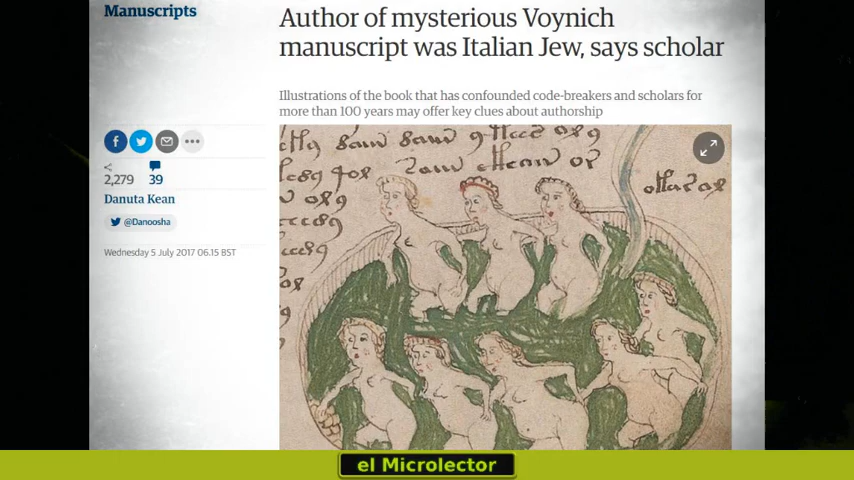 Manuscripts
Author of mysterious Voynich
manuscript was Italian Jew, says scholar
Illustrations of the book that has confounded code-breakers and scholars for
more than 100 years may offer key clues about authorship
2,279
39
Danuta Kean
@Danoosha
Wednesday 5 July 2017 06.15 BST
el Microlector